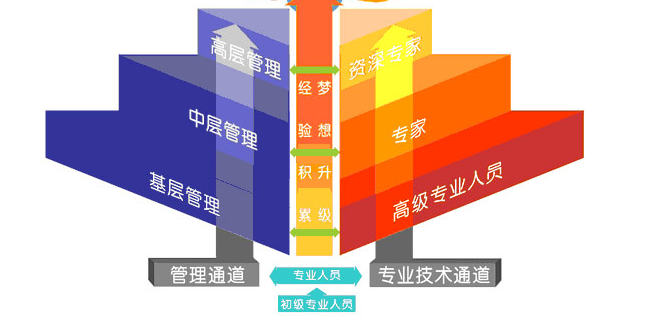 高层管理
资深专家
中层管理
专家
基层管理
高级专业人员
经验积累
梦想升级
管理通道
专业人员
专业技术通道
初级专业人员